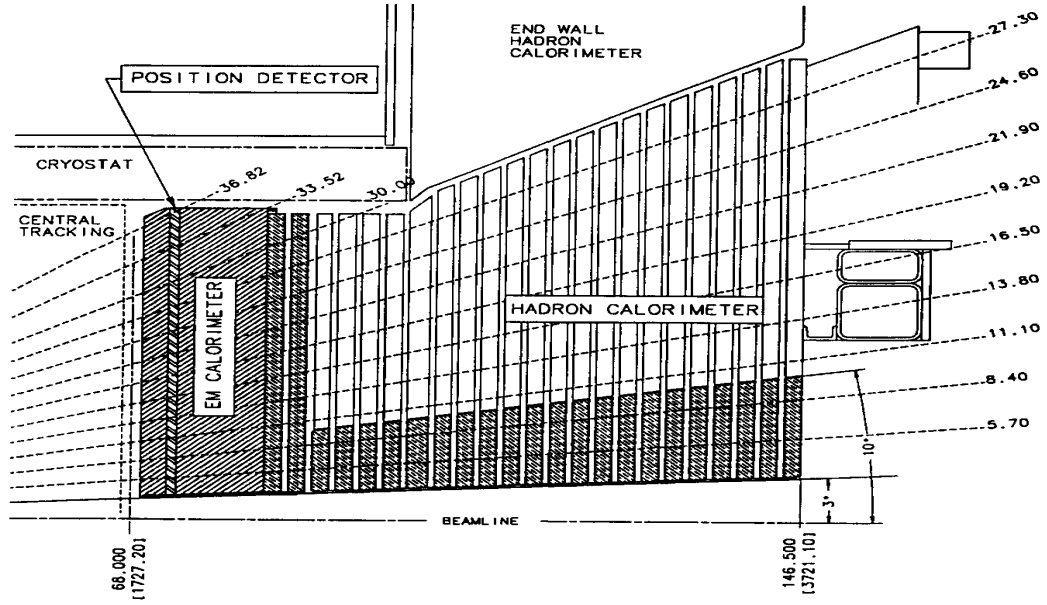 END WALL
HADRON
CALORIMETER
27.30
24.60
POSITION DETECTOR
21.90
CRYOSTAT
36.82
33.52
30.00
19.20
CENTRAL
TRACKING
16.50
EM CALORIMETER
HADRON CALORIMETER
13.80
11.10
8.40
5.70
10°
3°
BEAMLINE
68.000
[1727.20]
146.500
[3721.10]